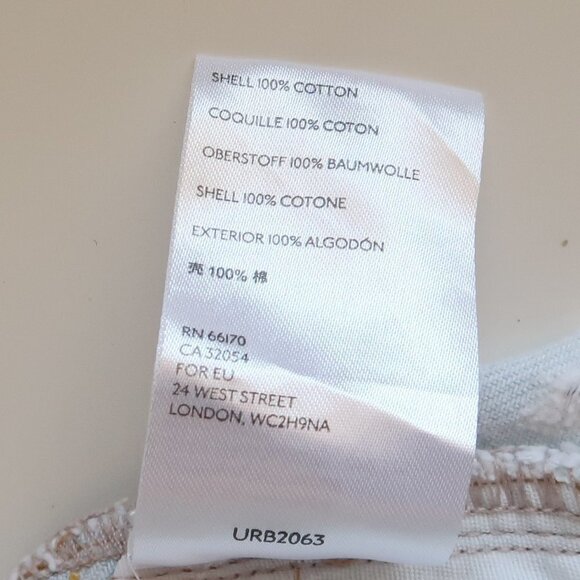 SHELL 100% COTTON
COQUILLE 100% COTON
OBERSTOFF 100% BAUMWOLLE
SHELL 100% COTONE
EXTERIOR 100% ALGODÓN
売 100% 棉
RN 66170
CA 32054
FOR EU
24 WEST STREET
LONDON, WC2H9NA
URB2063